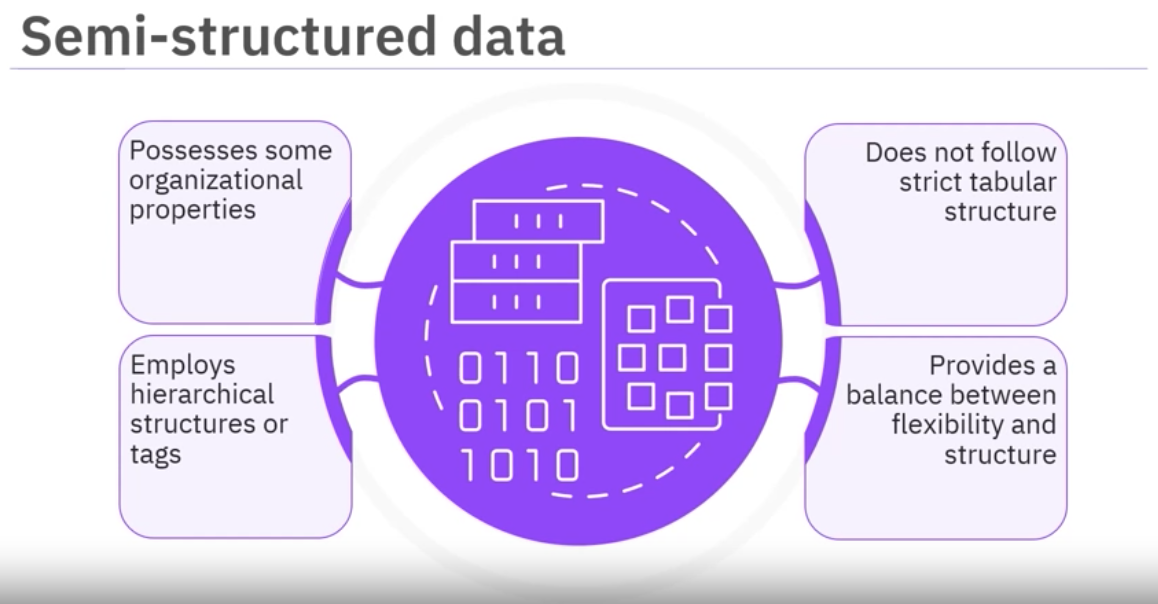 Semi-structured data
Possesses some
organizational
properties
Does not follow
strict tabular
structure
Employs
hierarchical
structures or
tags
Provides a
balance between
flexibility and
structure
0110
0101
1010